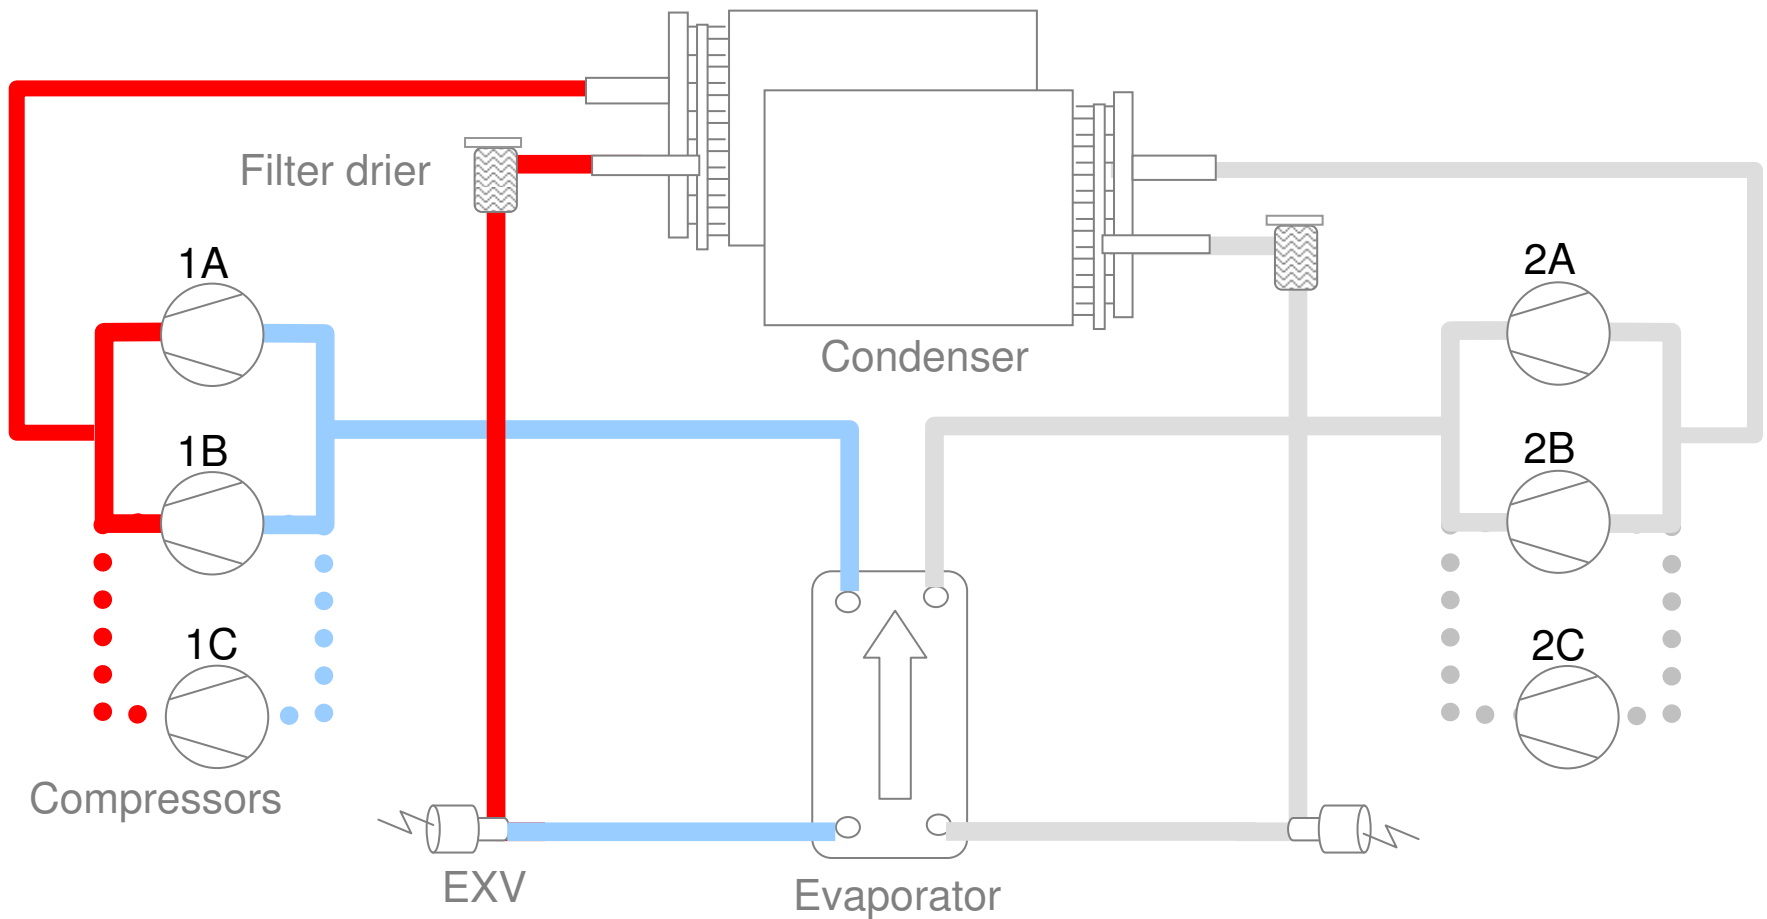 Filter drier
1A
2A
Condenser
1B
2B
1C
2C
Compressors
EXV
Evaporator